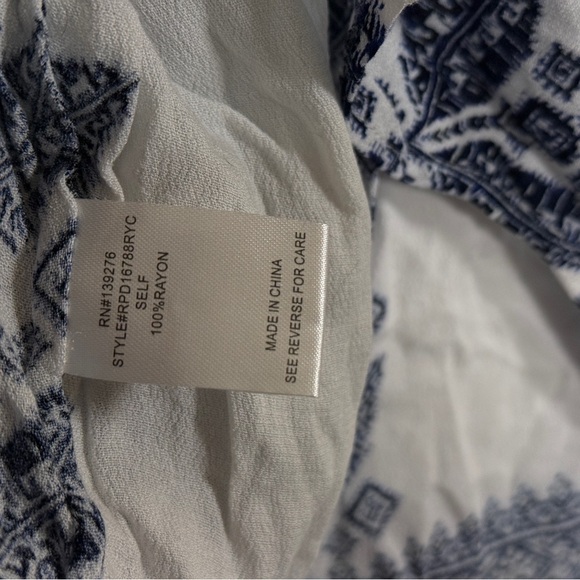 RN#139276
STYLE#RPD16788RYC
SELF
100%RAYON
MADE IN CHINA
SEE REVERSE FOR CARE